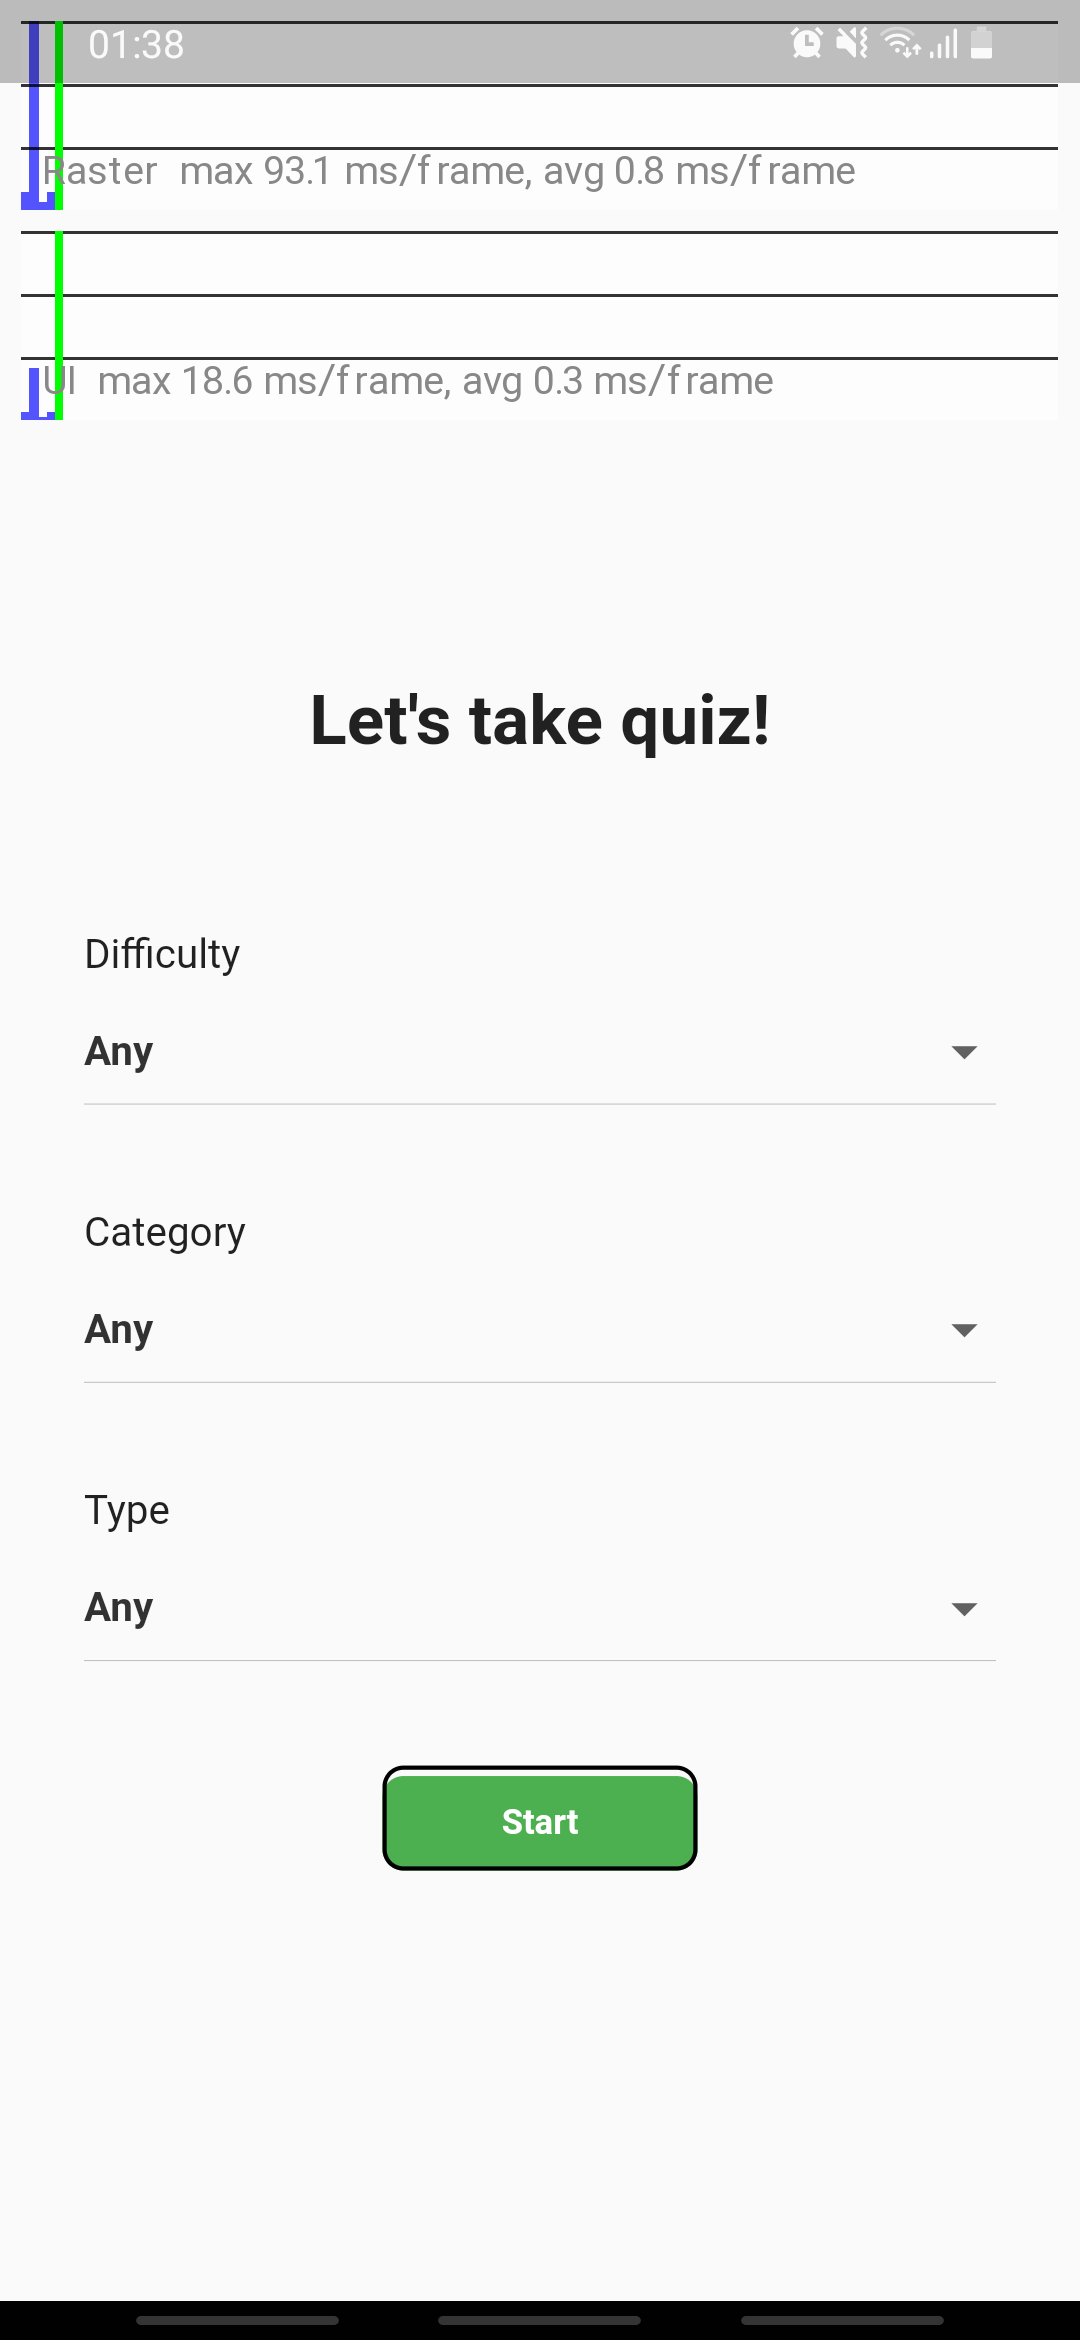 01:38
Raster max 93.1 ms/frame, avg 0.8 ms/frame
UI max 18.6 ms/frame, avg 0.3 ms/frame
Let's take quiz!
Difficulty
Any
Category
Any
Type
Any
Start